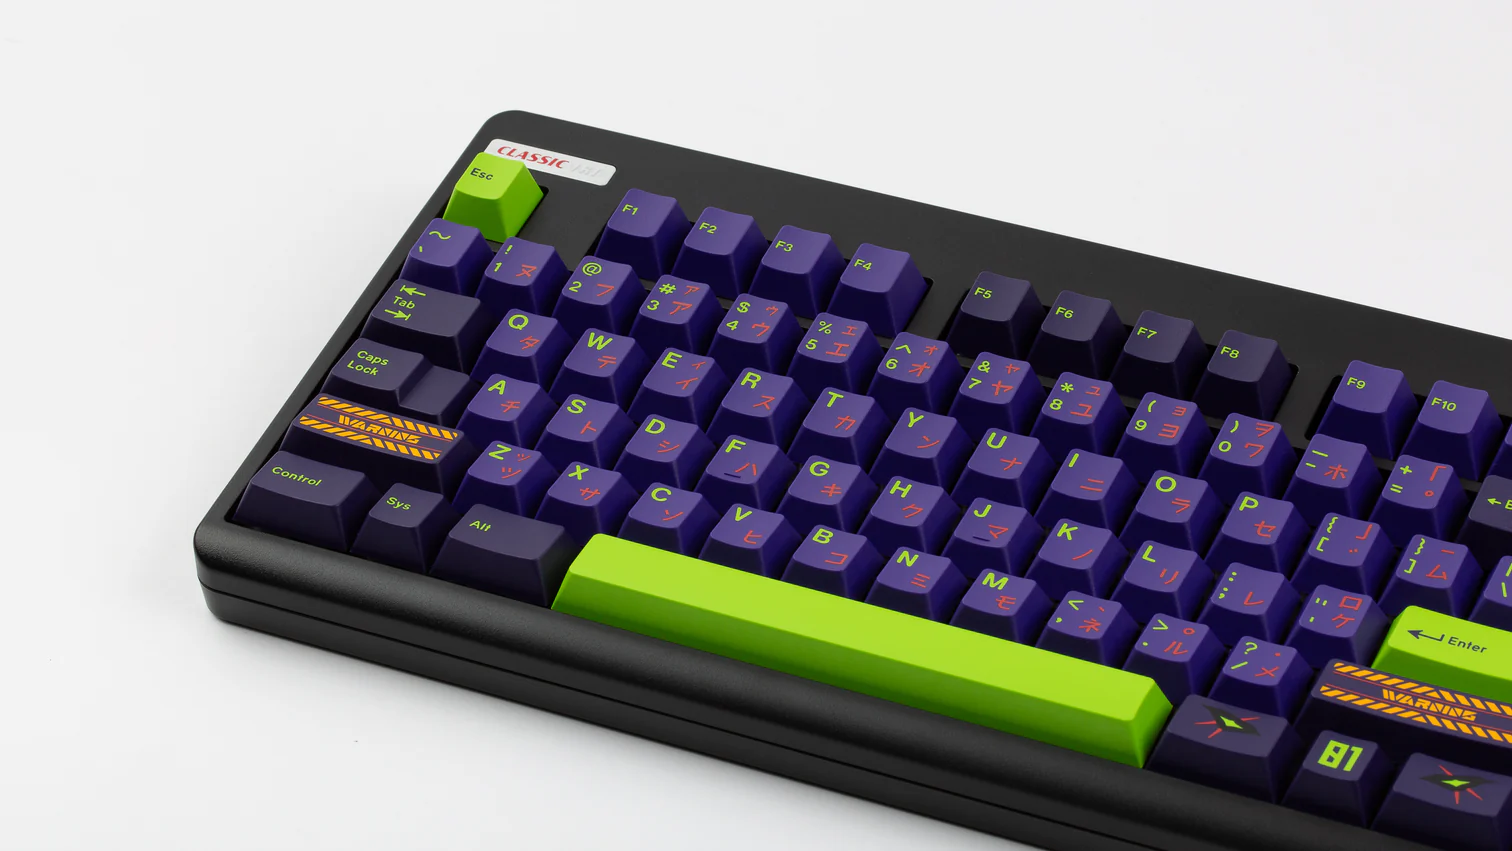 CLASSIC
Esc
F1 F2 F3 F4 F5 F6 F7 F8 F9 F10
~ `
! 1 ヌ
@ 2 フ
# 3 ァ ア
$ 4 ゥ ウ
% 5 ェ エ
^ 6 ォ オ
& 7 ャ ヤ
* 8 ュ ユ
( 9 ョ ヨ
) 0 ヲ ワ
— - ホ
+ = 「 ゜
Tab
Q タ
W テ
E ィ イ
R ス
T カ
Y ン
U ナ
I ニ
O ラ
P セ
{ [ 」 ゛
} ] ー ム
Caps
Lock
A チ
S ト
D シ
F ハ
G キ
H ク
J マ
K ノ
L リ
: ; レ
" ' ロ ケ
Enter
WARNING
Z ッ ツ
X サ
C ソ
V ヒ
B コ
N ミ
M モ
< , 、 ネ
> . 。 ル
? / ・ メ
WARNING
Control
Sys
Alt
01